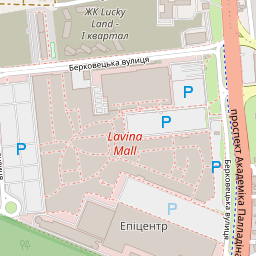 ЖК Lucky
Land -
I квартал
Берковецька вулиця
P
P
Lavina
Mall
P
P
P
Епіцентр
проспект Академіка Палладіна
Берковецька
вулиця